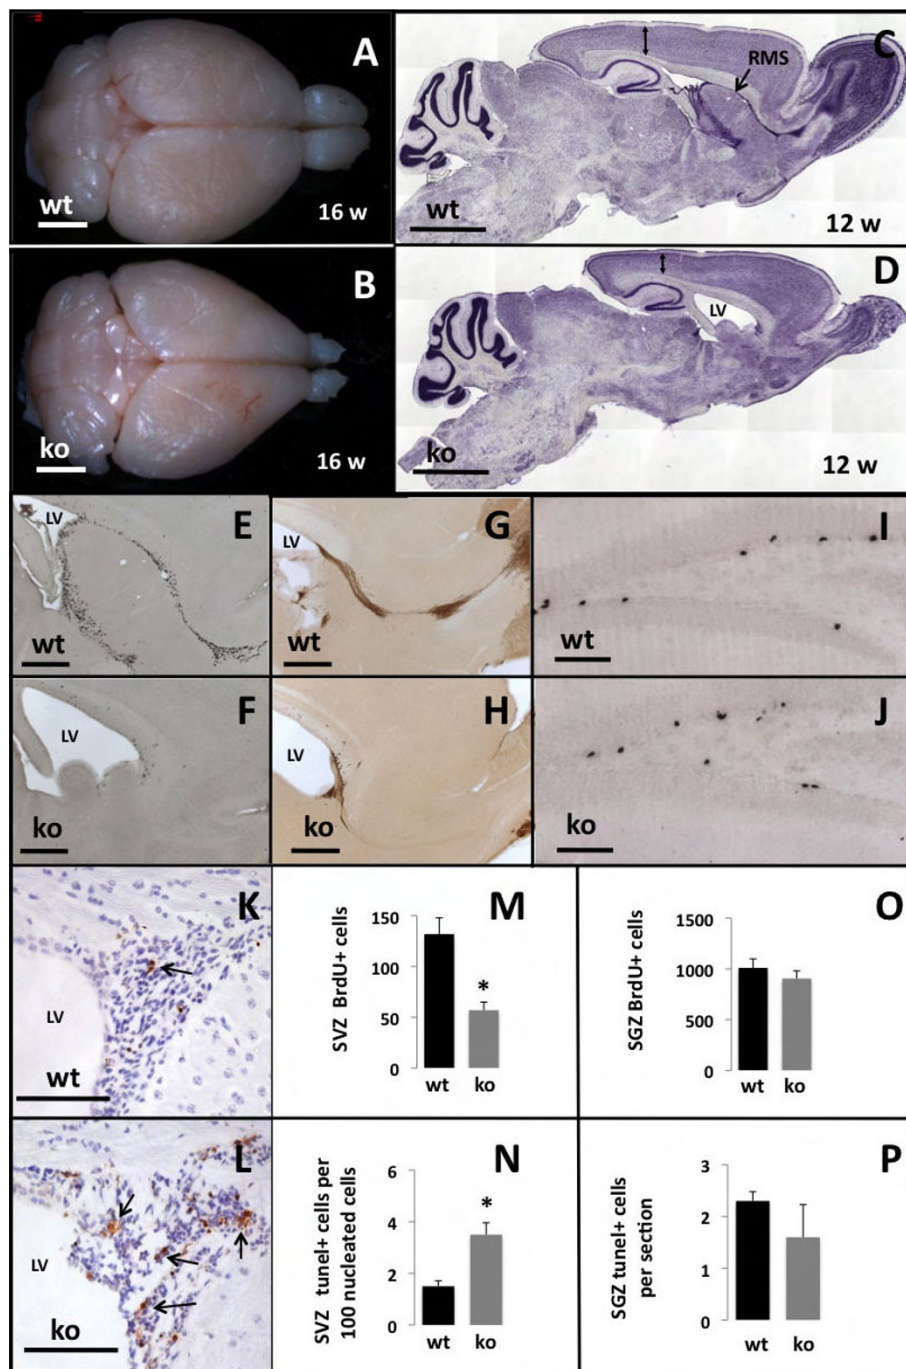 A
wt
16 w
C
RMS
wt
12 w
B
ko
16 w
D
LV
ko
12 w
LV
E
wt
LV
G
wt
I
wt
LV
F
ko
LV
H
ko
J
ko
K
LV
wt
M
SVZ BrdU+ cells
150
100
50
0
*
wt ko
O
SGZ BrdU+ cells
1500
1000
500
0
wt ko
L
LV
ko
N
SVZ tunel+ cells per
100 nucleated cells
6
4
2
0
*
wt ko
P
SGZ tunel+ cells
per section
3
2
1
0
wt ko